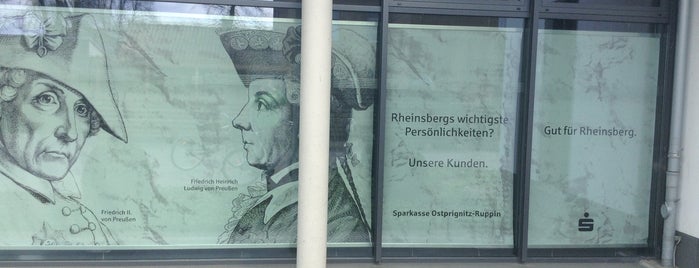 Friedrich II.
von Preußen
Friedrich Heinrich
Ludwig von Preußen
Rheinsbergs wichtigste
Persönlichkeiten?
Unsere Kunden.
Sparkasse Ostprignitz-Ruppin
Gut für Rheinsberg.